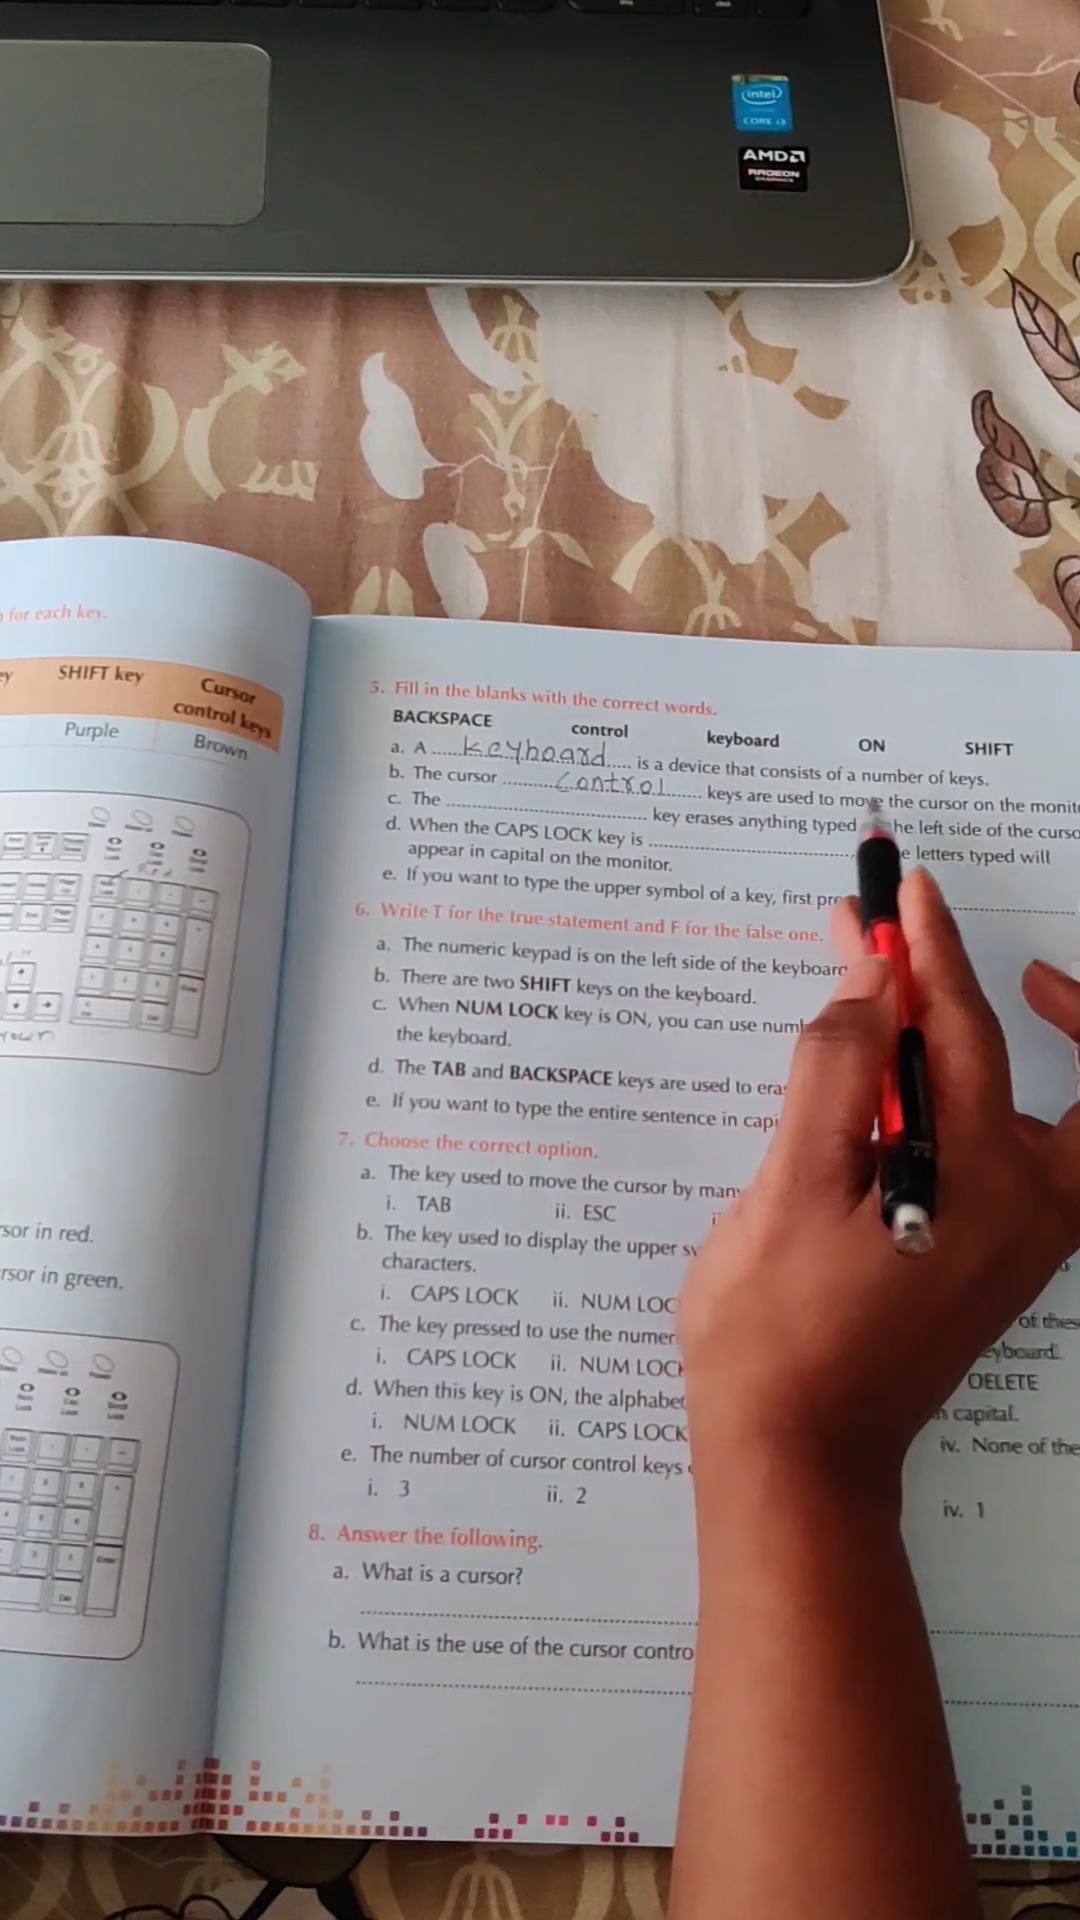 intel
CORE i3
AMD
RADEON
GRAPHICS
for each key.
SHIFT key
Cursor
control keys
Purple
Brown
sor in red.
rsor in green.
5. Fill in the blanks with the correct words.
BACKSPACE control keyboard ON SHIFT
a. A ......keyboard..... is a device that consists of a number of keys.
b. The cursor .........control....... keys are used to move the cursor on the monit
c. The .................................. key erases anything typed he left side of the curso
d. When the CAPS LOCK key is .................................., e letters typed will
appear in capital on the monitor.
e. If you want to type the upper symbol of a key, first pre ....................
6. Write T for the true statement and F for the false one.
a. The numeric keypad is on the left side of the keyboard
b. There are two SHIFT keys on the keyboard.
c. When NUM LOCK key is ON, you can use num
the keyboard.
d. The TAB and BACKSPACE keys are used to era
e. If you want to type the entire sentence in capi
7. Choose the correct option.
a. The key used to move the cursor by many
i. TAB ii. ESC
b. The key used to display the upper sy
characters.
i. CAPS LOCK ii. NUM LOC
c. The key pressed to use the numer of thes
eyboard.
i. CAPS LOCK ii. NUM LOCK DELETE
d. When this key is ON, the alphabet capital.
i. NUM LOCK ii. CAPS LOCK iv. None of the
e. The number of cursor control keys
i. 3 ii. 2 iv. 1
8. Answer the following.
a. What is a cursor?
b. What is the use of the cursor contro